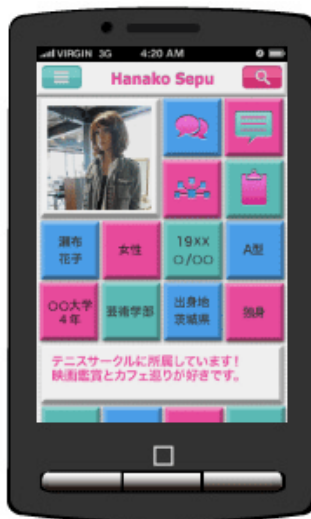 VIRGIN 3G 4:20 AM
Hanako Sepu
瀬布
花子
女性
19××
○/○○
A型
○○大学
4年
芸術学部
出身地
茨城県
独身
テニスサークルに所属しています!
映画鑑賞とカフェ巡りが好きです。